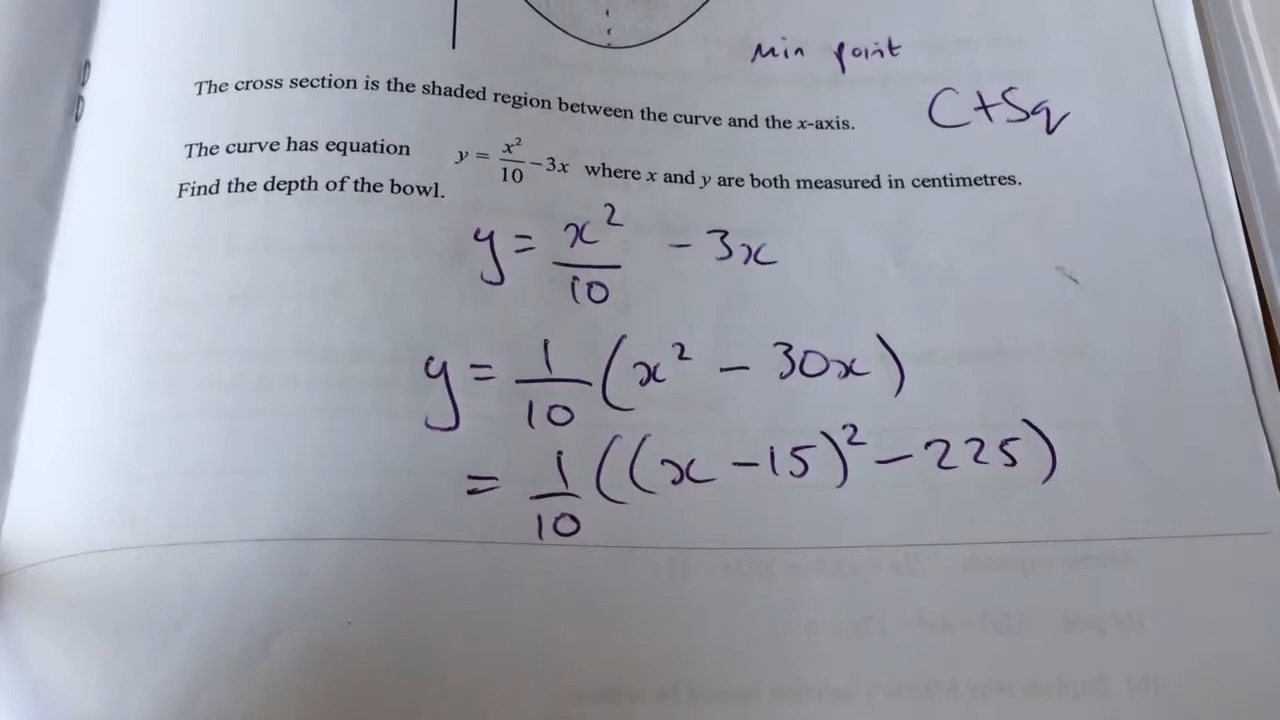 Min point
C+Sq
The cross section is the shaded region between the curve and the x-axis.
The curve has equation y = x²/10 − 3x where x and y are both measured in centimetres.
Find the depth of the bowl.
y = x²/10 − 3x
y = 1/10 (x² − 30x)
= 1/10 ((x − 15)² − 225)